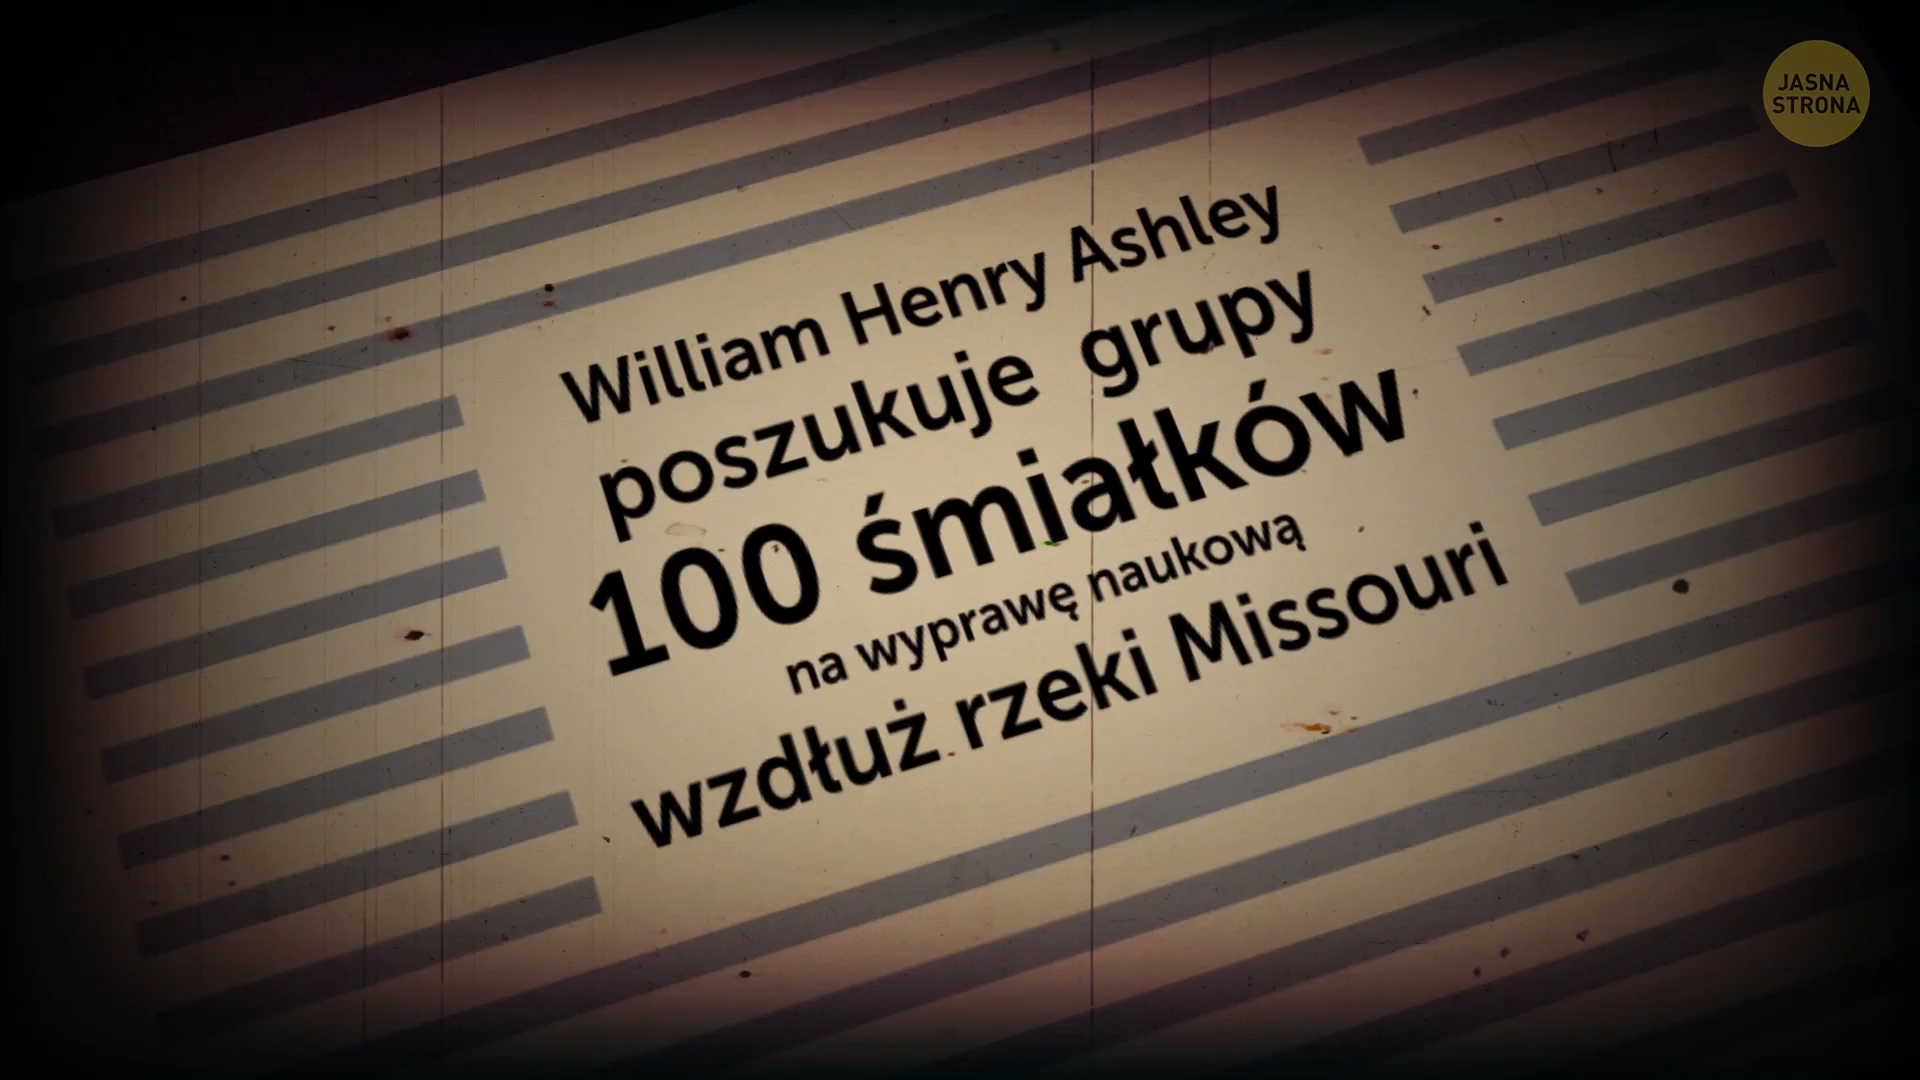 JASNA
STRONA
William Henry Ashley
poszukuje grupy
100 śmiałków
na wyprawę naukową
wzdłuż rzeki Missouri